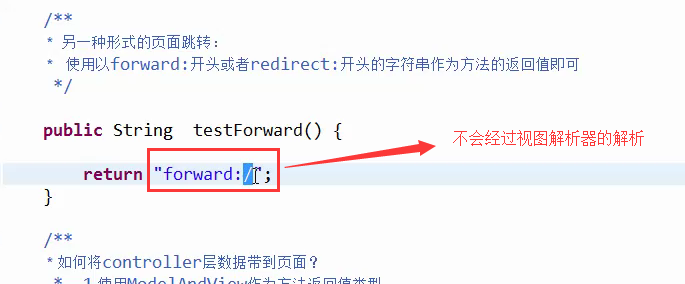 /**
* 另一种形式的页面跳转：
* 使用以forward:开头或者redirect:开头的字符串作为方法的返回值即可
*/
public String testForward() {
不会经过视图解析器的解析
return "forward:/";
}
/**
*如何将controller层数据带到页面？
* 1.使用ModelAndView作为方法返回值类型